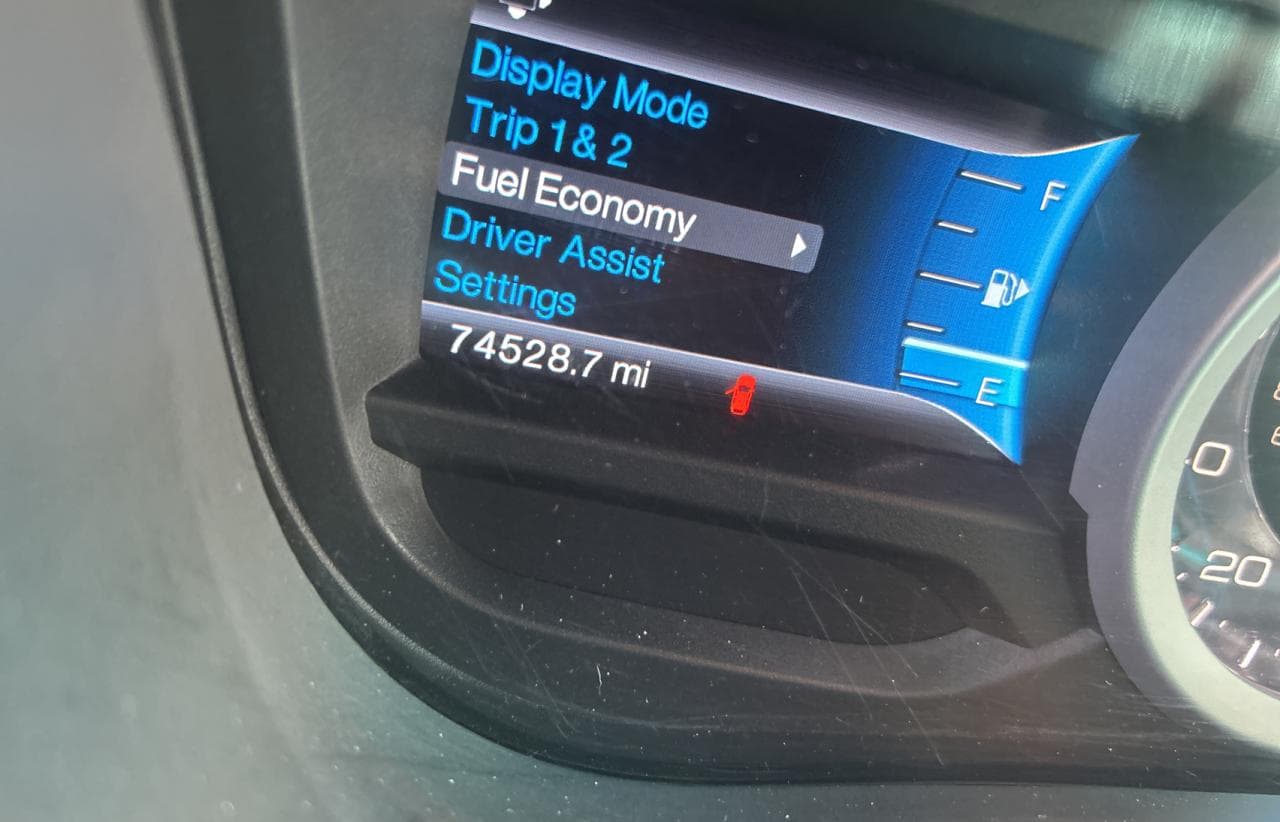 Display Mode
Trip 1 & 2
Fuel Economy
Driver Assist
Settings
74528.7 mi
F
E
0
20